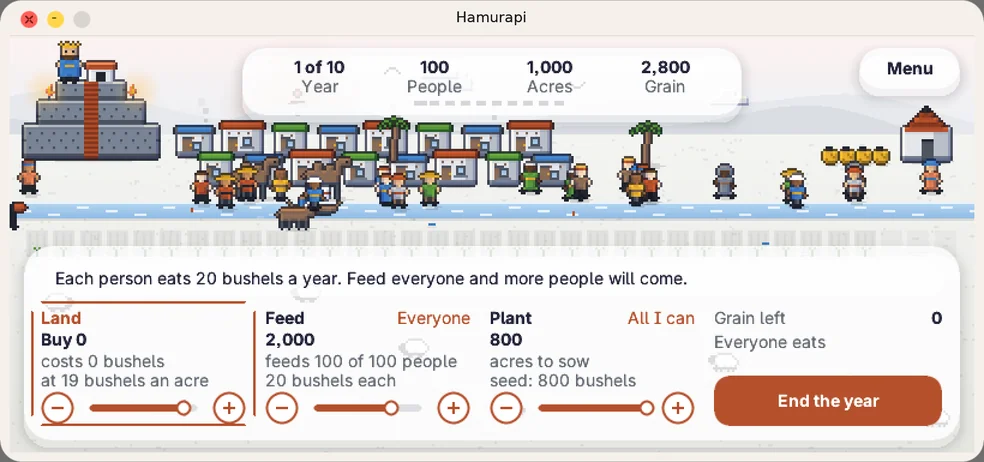 Hamurapi
1 of 10 100 1,000 2,800
Year People Acres Grain
Menu
Each person eats 20 bushels a year. Feed everyone and more people will come.
Land
Buy 0
costs 0 bushels
at 19 bushels an acre
Feed Everyone
2,000
feeds 100 of 100 people
20 bushels each
Plant All I can
800
acres to sow
seed: 800 bushels
Grain left 0
Everyone eats
End the year